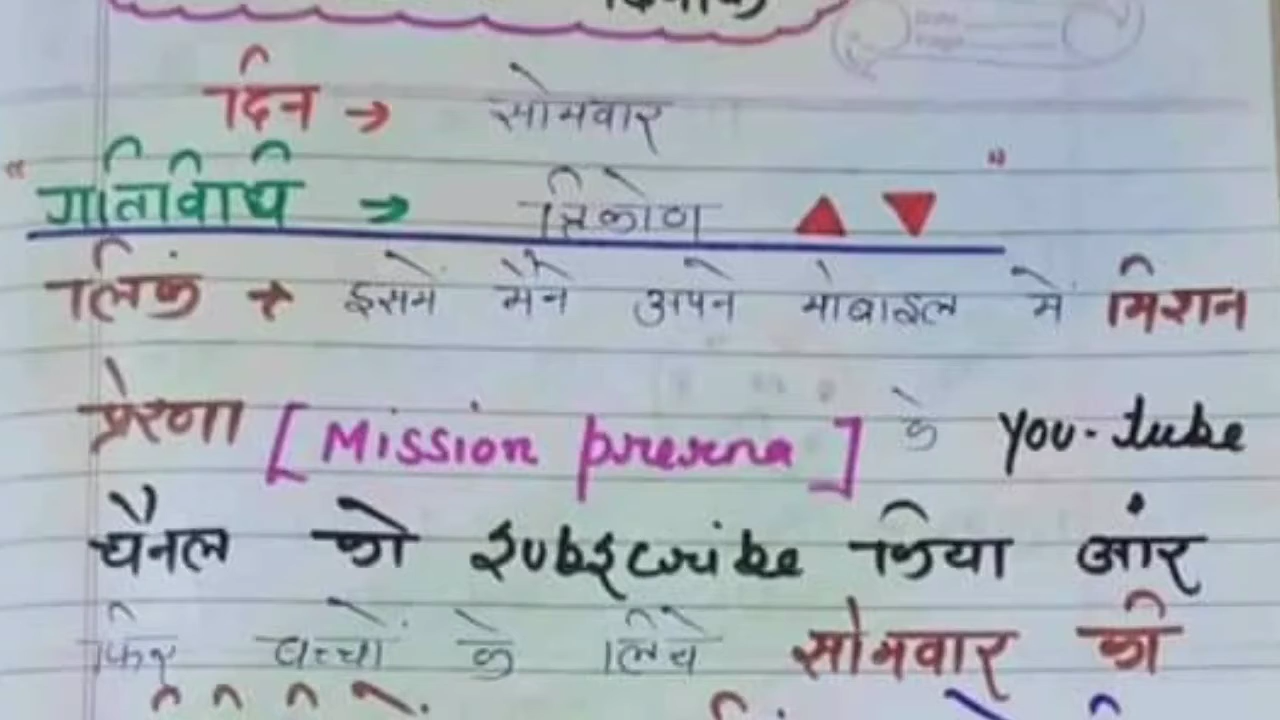 दिन → सोमवार
" गतिविधि → त्रिकोण "
लिंक → इसमें मैने अपने मोबाइल में मिशन
प्रेरणा [ Mission prerna ] के You-tube
चैनल को Subscribe किया और
फिर बच्चों के लिये सोमवार की